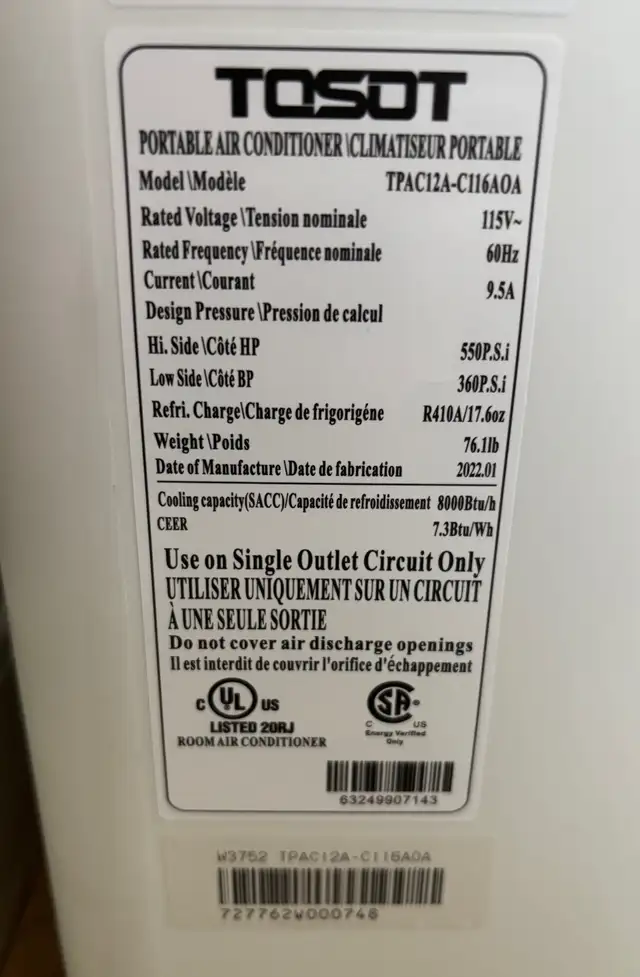 TOSOT
PORTABLE AIR CONDITIONER \CLIMATISEUR PORTABLE
Model \Modèle TPAC12A-C116A0A
Rated Voltage \Tension nominale 115V~
Rated Frequency \Fréquence nominale 60Hz
Current \Courant 9.5A
Design Pressure \Pression de calcul
Hi. Side \Côté HP 550P.S.i
Low Side \Côté BP 360P.S.i
Refri. Charge\Charge de frigorigéne R410A/17.6oz
Weight \Poids 76.1lb
Date of Manufacture \Date de fabrication 2022.01
Cooling capacity(SACC)/Capacité de refroidissement 8000Btu/h
CEER 7.3Btu/Wh
Use on Single Outlet Circuit Only
UTILISER UNIQUEMENT SUR UN CIRCUIT
À UNE SEULE SORTIE
Do not cover air discharge openings
Il est interdit de couvrir l'orifice d'échappement
C UL US
LISTED 20RJ
ROOM AIR CONDITIONER
SA
C US
Energy Verified
Only
63249907143
W3752 TPAC12A-C116A0A
727762W000748